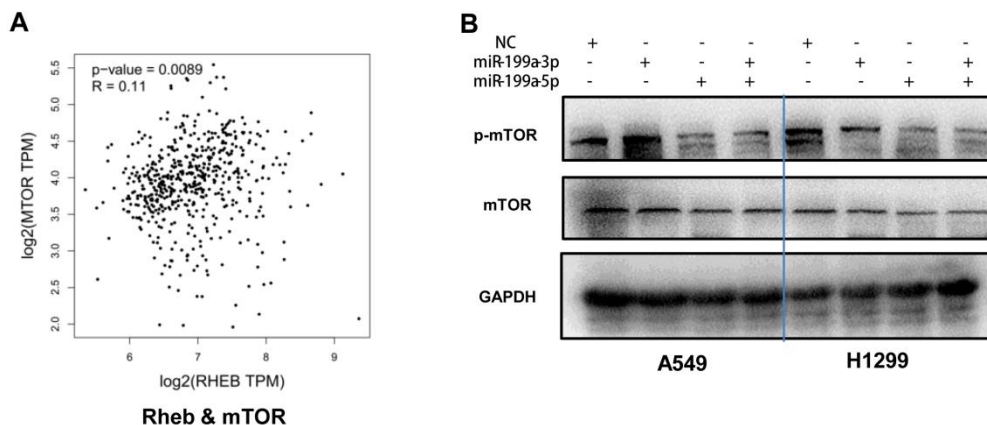 A
p-value = 0.0089
R = 0.11
log2(MTOR TPM)
5.5
5.0
4.5
4.0
3.5
3.0
2.5
2.0
6 7 8 9
log2(RHEB TPM)
Rheb & mTOR
B
NC + - - - + - - -
miR-199a-3p - + - + - + - +
miR-199a-5p - - + + - - + +
p-mTOR
mTOR
GAPDH
A549 H1299